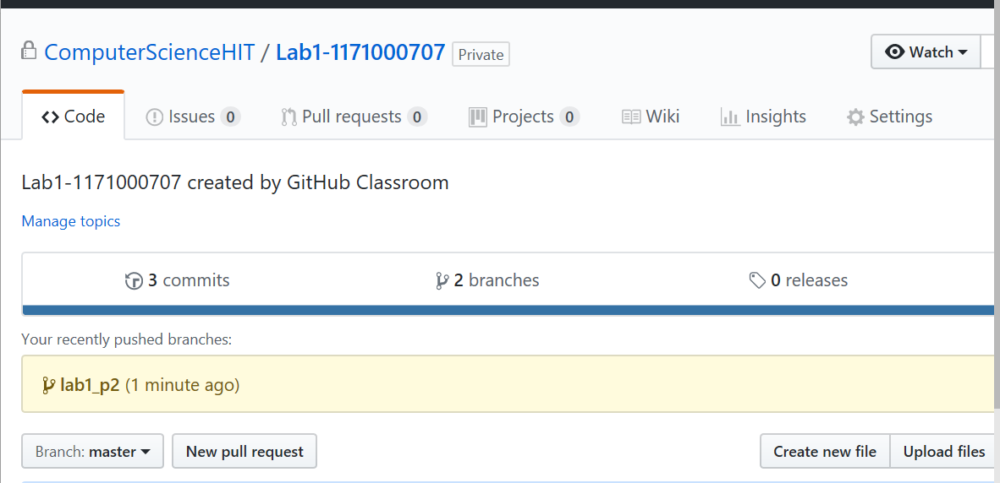 ComputerScienceHIT / Lab1-1171000707 Private Watch
Code Issues 0 Pull requests 0 Projects 0 Wiki Insights Settings
Lab1-1171000707 created by GitHub Classroom
Manage topics
3 commits 2 branches 0 releases
Your recently pushed branches:
lab1_p2 (1 minute ago)
Branch: master New pull request Create new file Upload files